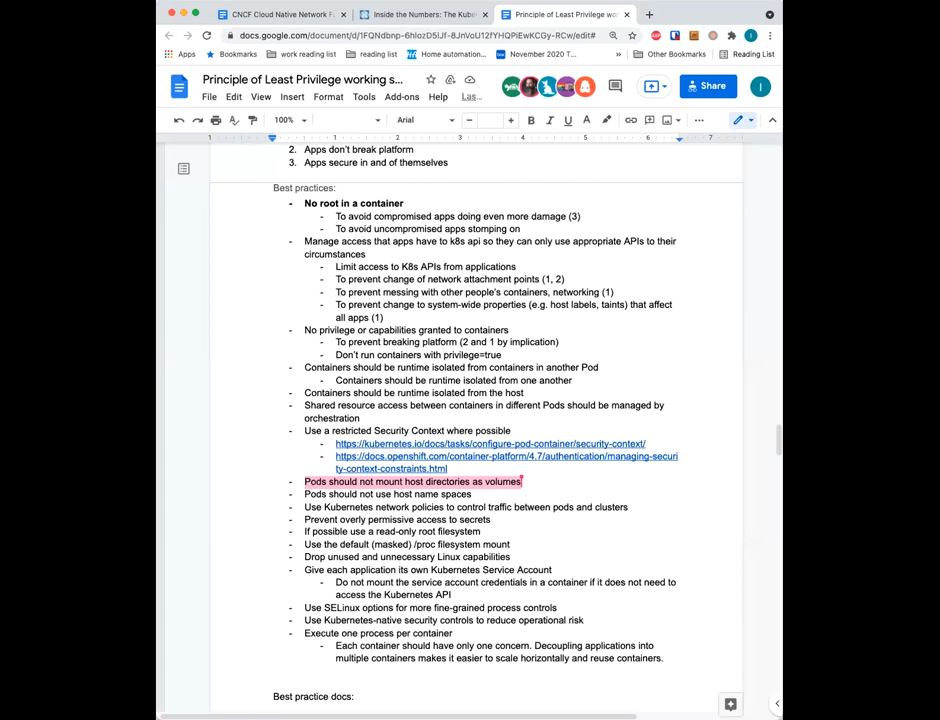 CNCF Cloud Native Network F
Inside the Numbers: The Kube
Principle of Least Privilege wo
docs.google.com/document/d/
Apps
Bookmarks
work reading list
reading list
Home automation...
November 2020 T...
»
Other Bookmarks
Reading List
Principle of Least Privilege working s...
File Edit View Insert Format Tools Add-ons Help Las...
Share
I
100%
Arial
B I U A
1 1 2 3 4 5 6 7
2. Apps don't break platform
3. Apps secure in and of themselves
Best practices:
- No root in a container
- To avoid compromised apps doing even more damage (3)
- To avoid uncompromised apps stomping on
- Manage access that apps have to k8s api so they can only use appropriate APIs to their
circumstances
- Limit access to K8s APIs from applications
- To prevent change of network attachment points (1, 2)
- To prevent messing with other people's containers, networking (1)
- To prevent change to system-wide properties (e.g. host labels, taints) that affect
all apps (1)
- No privilege or capabilities granted to containers
- To prevent breaking platform (2 and 1 by implication)
- Don't run containers with privilege=true
- Containers should be runtime isolated from containers in another Pod
- Containers should be runtime isolated from one another
- Containers should be runtime isolated from the host
- Shared resource access between containers in different Pods should be managed by
orchestration
- Use a restricted Security Context where possible
- https://kubernetes.io/docs/tasks/configure-pod-container/security-context/
- https://docs.openshift.com/container-platform/4.7/authentication/managing-securi
ty-context-constraints.html
- Pods should not mount host directories as volumes
- Pods should not use host name spaces
- Use Kubernetes network policies to control traffic between pods and clusters
- Prevent overly permissive access to secrets
- If possible use a read-only root filesystem
- Use the default (masked) /proc filesystem mount
- Drop unused and unnecessary Linux capabilities
- Give each application its own Kubernetes Service Account
- Do not mount the service account credentials in a container if it does not need to
access the Kubernetes API
- Use SELinux options for more fine-grained process controls
- Use Kubernetes-native security controls to reduce operational risk
- Execute one process per container
- Each container should have only one concern. Decoupling applications into
multiple containers makes it easier to scale horizontally and reuse containers.
Best practice docs: